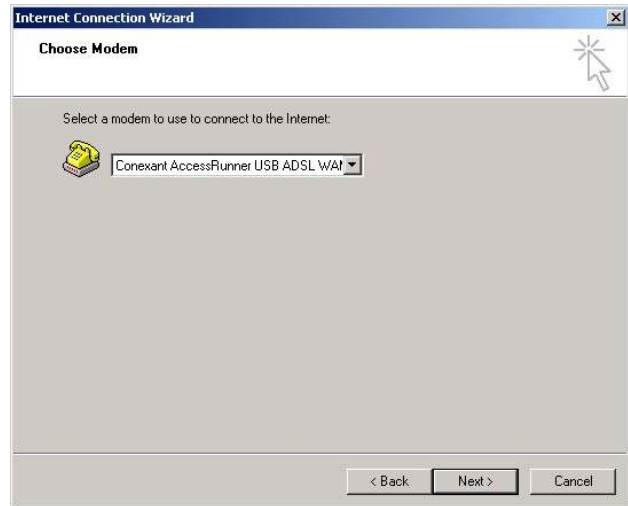 Internet Connection Wizard
Choose Modem
Select a modem to use to connect to the Internet:
Conexant AccessRunner USB ADSL WAN
< Back
Next >
Cancel